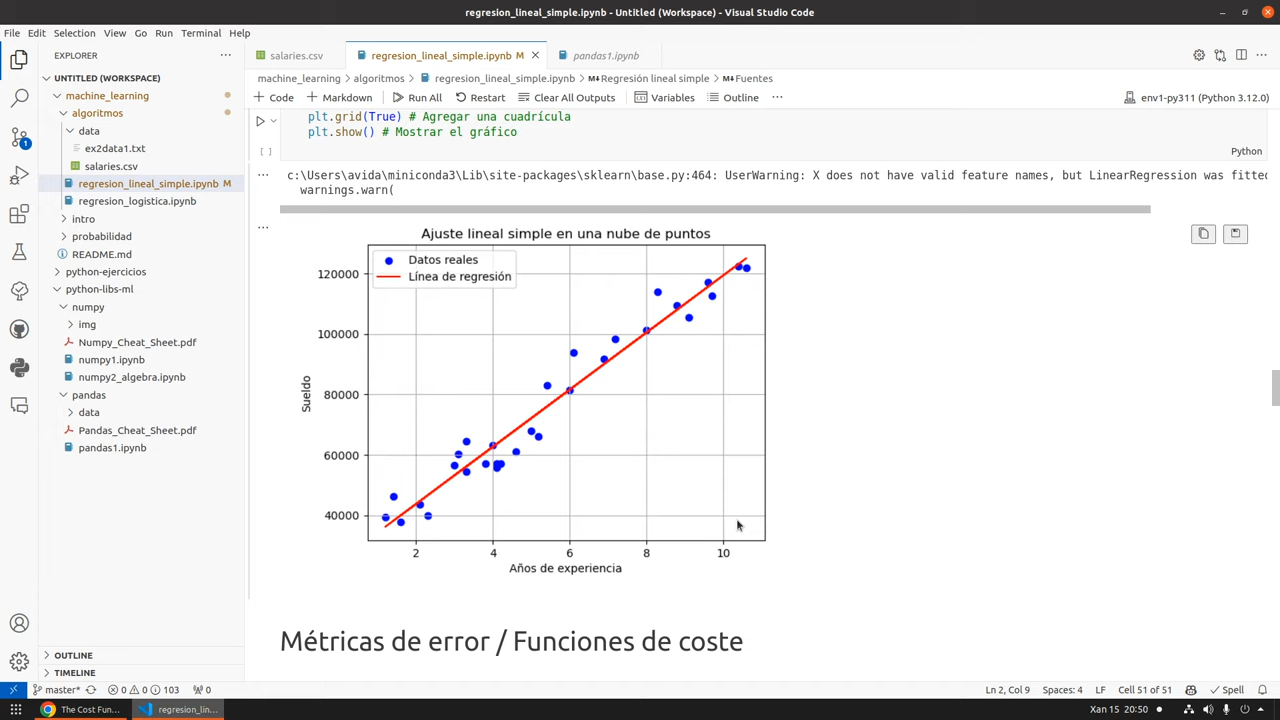 regresion_lineal_simple.ipynb - Untitled (Workspace) - Visual Studio Code
File Edit Selection View Go Run Terminal Help
EXPLORER
UNTITLED (WORKSPACE)
machine_learning
algoritmos
data
ex2data1.txt
salaries.csv
regresion_lineal_simple.ipynb M
regresion_logistica.ipynb
intro
probabilidad
README.md
python-ejercicios
python-libs-ml
numpy
img
Numpy_Cheat_Sheet.pdf
numpy1.ipynb
numpy2_algebra.ipynb
pandas
data
Pandas_Cheat_Sheet.pdf
pandas1.ipynb
OUTLINE
TIMELINE
salaries.csv
regresion_lineal_simple.ipynb M
pandas1.ipynb
machine_learning > algoritmos > regresion_lineal_simple.ipynb > M↓Regresión lineal simple > M↓Fuentes
+ Code + Markdown Run All Restart Clear All Outputs Variables Outline ... env1-py311 (Python 3.12.0)
plt.grid(True) # Agregar una cuadrícula
plt.show() # Mostrar el gráfico
[ ]
Python
c:\Users\avida\miniconda3\Lib\site-packages\sklearn\base.py:464: UserWarning: X does not have valid feature names, but LinearRegression was fitted
warnings.warn(
Ajuste lineal simple en una nube de puntos
Datos reales
Línea de regresión
120000
100000
80000
60000
40000
Sueldo
2 4 6 8 10
Años de experiencia
Métricas de error / Funciones de coste
1
master* 0 0 103 0 Ln 2, Col 9 Spaces: 4 LF Cell 51 of 51 Spell
The Cost Fun... regresion_lin... Xan 15 20:50